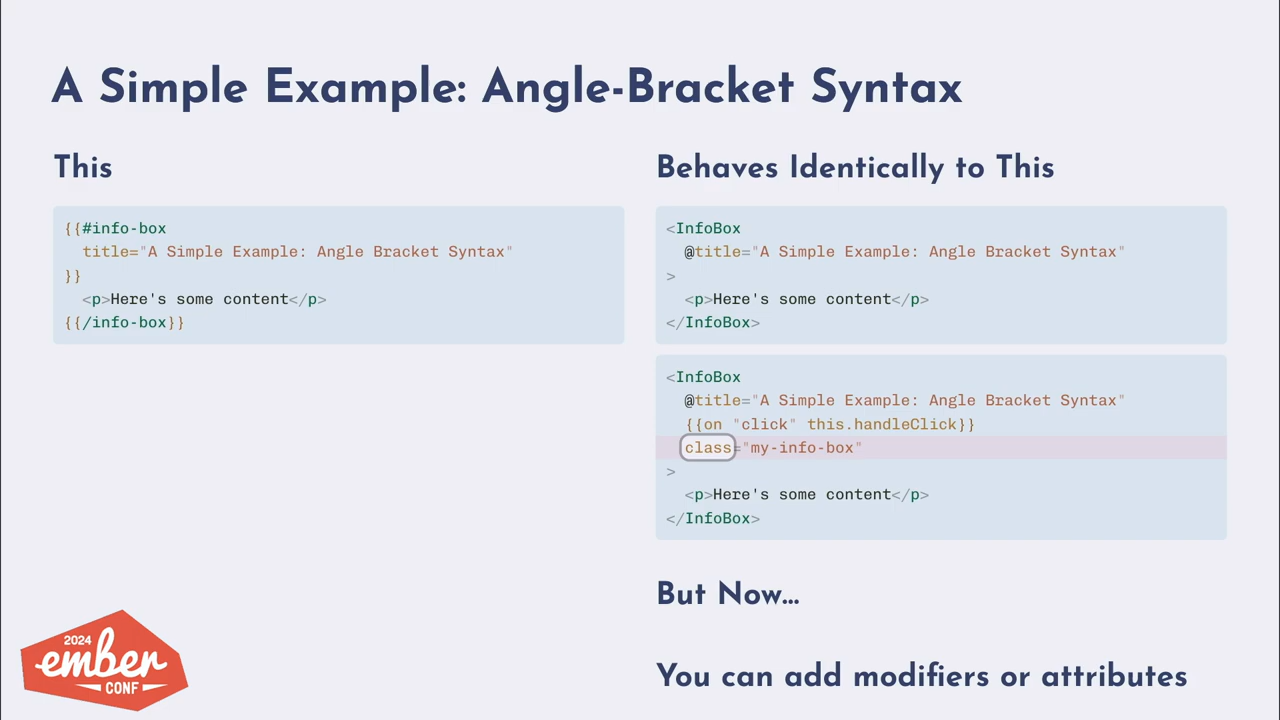 A Simple Example: Angle-Bracket Syntax
This
{{#info-box
  title="A Simple Example: Angle Bracket Syntax"
}}
  <p>Here's some content</p>
{{/info-box}}
Behaves Identically to This
<InfoBox
  @title="A Simple Example: Angle Bracket Syntax"
>
  <p>Here's some content</p>
</InfoBox>
<InfoBox
  @title="A Simple Example: Angle Bracket Syntax"
  {{on "click" this.handleClick}}
  class="my-info-box"
>
  <p>Here's some content</p>
</InfoBox>
But Now...
You can add modifiers or attributes
2024
ember
CONF